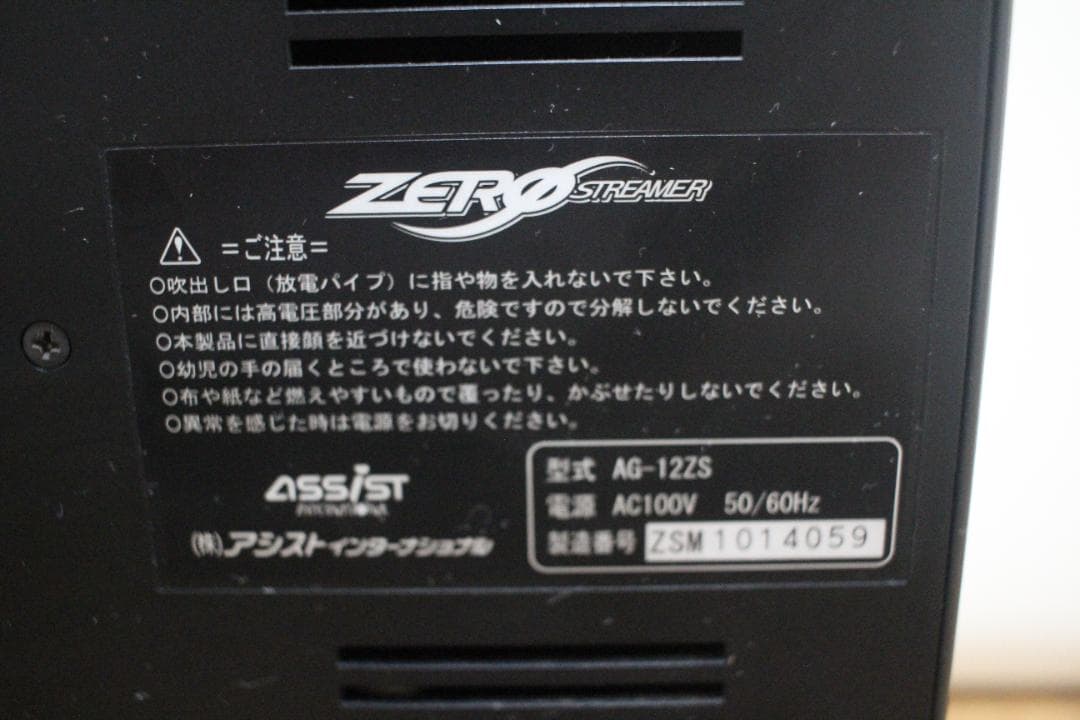 ZERO STREAMER
=ご注意=
○吹出し口（放電パイプ）に指や物を入れないで下さい。
○内部には高電圧部分があり、危険ですので分解しないでください。
○本製品に直接顔を近づけないでください。
○幼児の手の届くところで使わないで下さい。
○布や紙など燃えやすいもので覆ったり、かぶせたりしないでください。
○異常を感じた時は電源をお切りください。
ASSIST
INTERNATIONAL
(株)アシストインターナショナル
型式 AG-12ZS
電源 AC100V 50/60Hz
製造番号 ZSM1014059